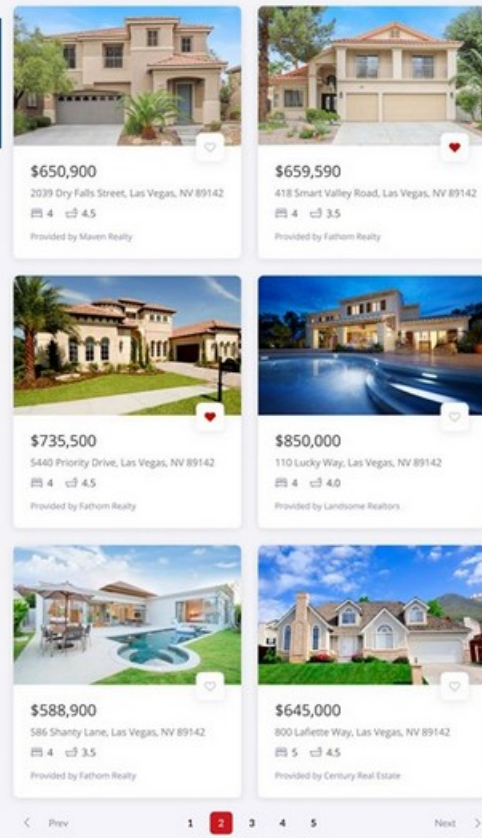 $650,900
2039 Dry Falls Street, Las Vegas, NV 89142
4 4.5
Provided by Maven Realty
$659,590
418 Smart Valley Road, Las Vegas, NV 89142
4 3.5
Provided by Fathom Realty
$735,500
5440 Priority Drive, Las Vegas, NV 89142
4 4.5
Provided by Fathom Realty
$850,000
110 Lucky Way, Las Vegas, NV 89142
4 4.0
Provided by Landsome Realtors
$588,900
586 Shanty Lane, Las Vegas, NV 89142
4 3.5
Provided by Fathom Realty
$645,000
800 Lafiette Way, Las Vegas, NV 89142
5 4.5
Provided by Century Real Estate
Prev 1 2 3 4 5 Next